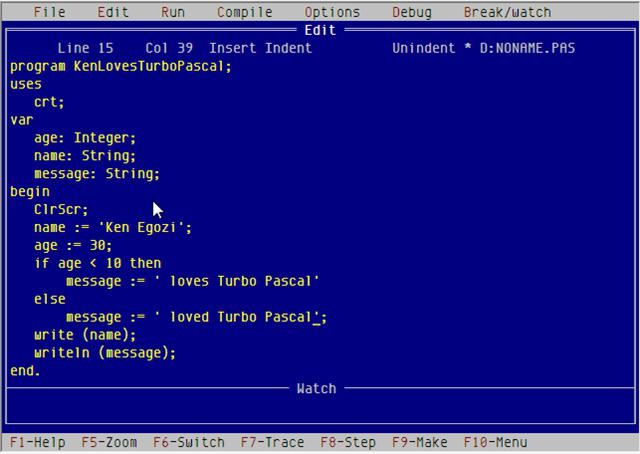 File Edit Run Compile Options Debug Break/watch
Edit
Line 15 Col 39 Insert Indent Unindent * D:NONAME.PAS
program KenLovesTurboPascal;
uses
crt;
var
age: Integer;
name: String;
message: String;
begin
ClrScr;
name := 'Ken Egozi';
age := 30;
if age < 10 then
message := ' loves Turbo Pascal'
else
message := ' loved Turbo Pascal';
write (name);
writeln (message);
end.
Watch
F1-Help F5-Zoom F6-Switch F7-Trace F8-Step F9-Make F10-Menu